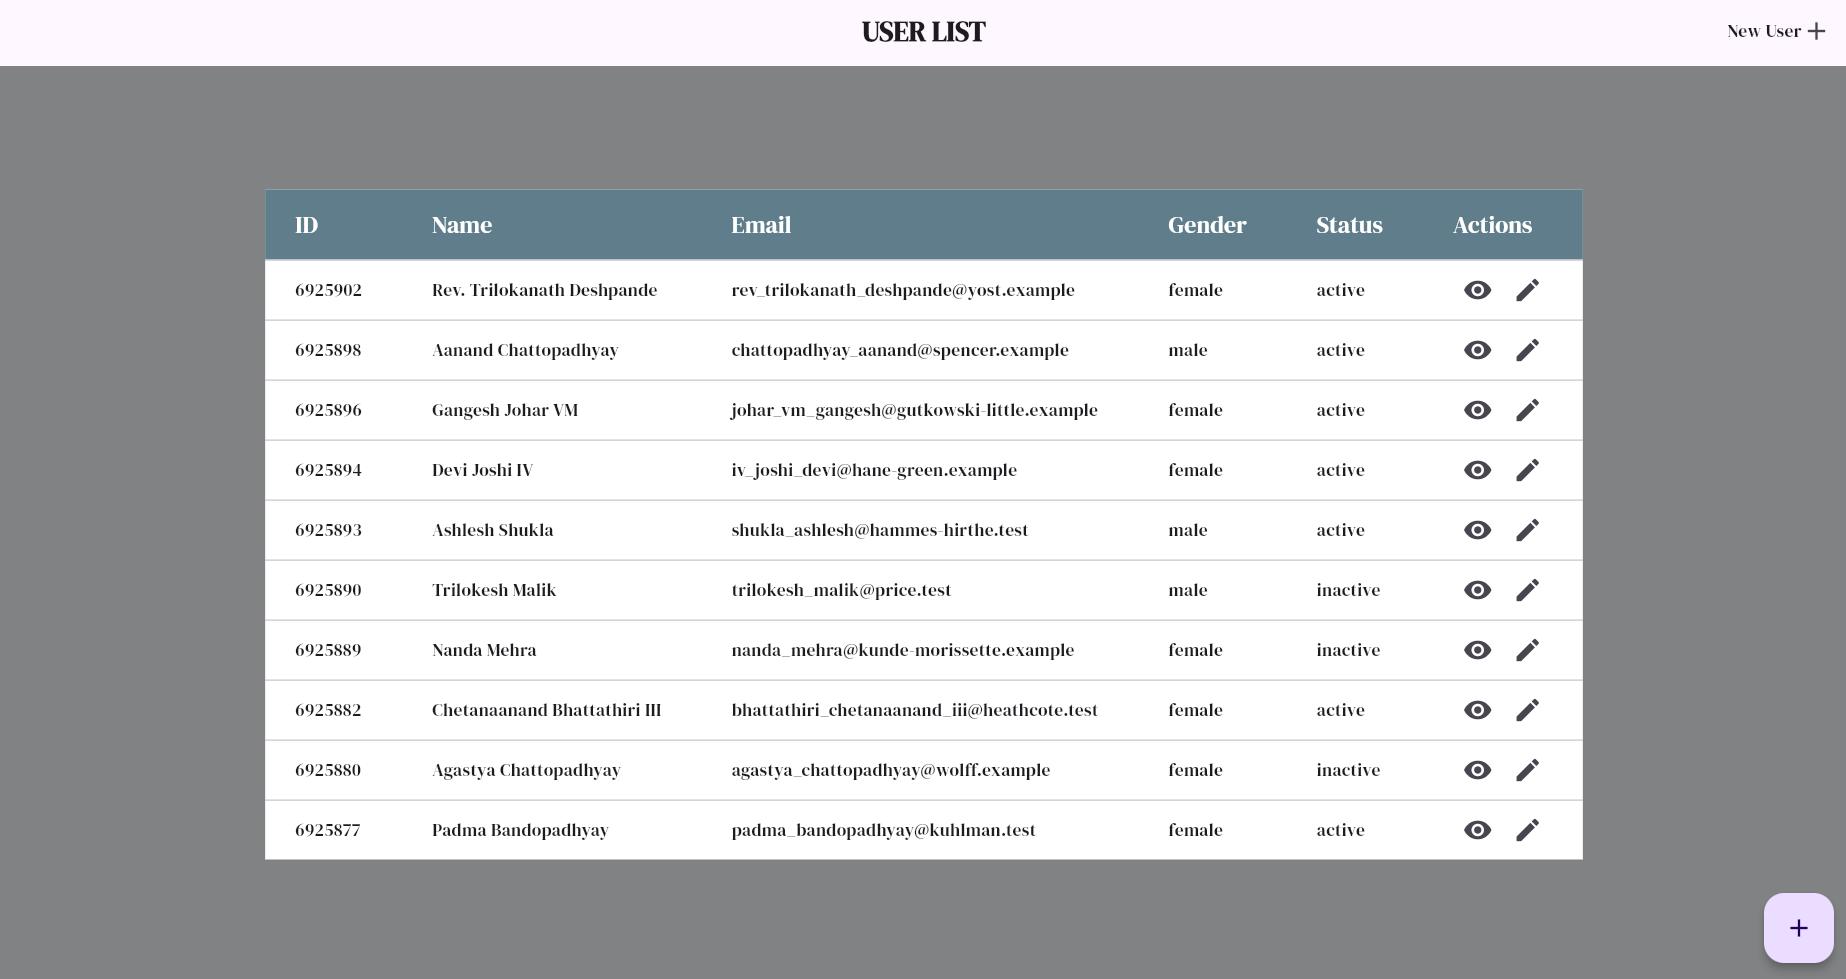 USER LIST
New User
ID Name Email Gender Status Actions
6925902 Rev. Trilokanath Deshpande rev_trilokanath_deshpande@yost.example female active
6925898 Aanand Chattopadhyay chattopadhyay_aanand@spencer.example male active
6925896 Gangesh Johar VM johar_vm_gangesh@gutkowski-little.example female active
6925894 Devi Joshi IV iv_joshi_devi@hane-green.example female active
6925893 Ashlesh Shukla shukla_ashlesh@hammes-hirthe.test male active
6925890 Trilokesh Malik trilokesh_malik@price.test male inactive
6925889 Nanda Mehra nanda_mehra@kunde-morissette.example female inactive
6925882 Chetanaanand Bhattathiri III bhattathiri_chetanaanand_iii@heathcote.test female active
6925880 Agastya Chattopadhyay agastya_chattopadhyay@wolff.example female inactive
6925877 Padma Bandopadhyay padma_bandopadhyay@kuhlman.test female active